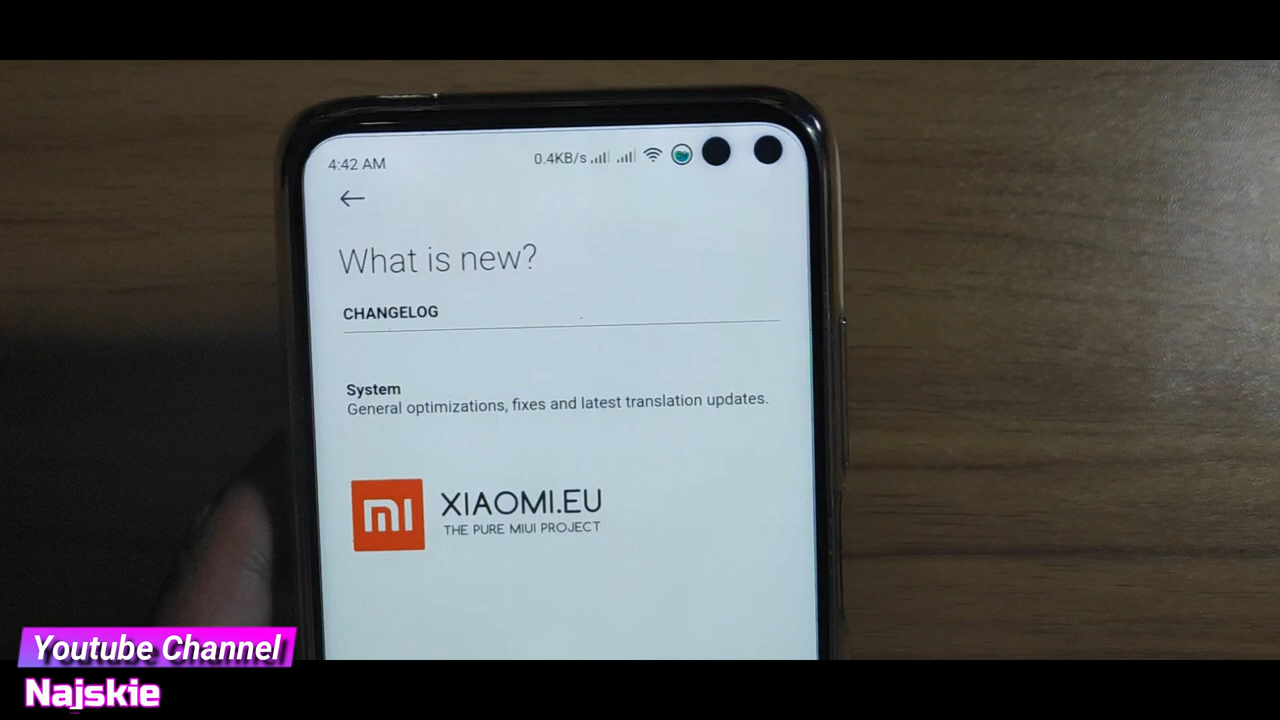 4:42 AM
0.4KB/s
What is new?
CHANGELOG
System
General optimizations, fixes and latest translation updates.
mi
XIAOMI.EU
THE PURE MIUI PROJECT
Youtube Channel
Najskie